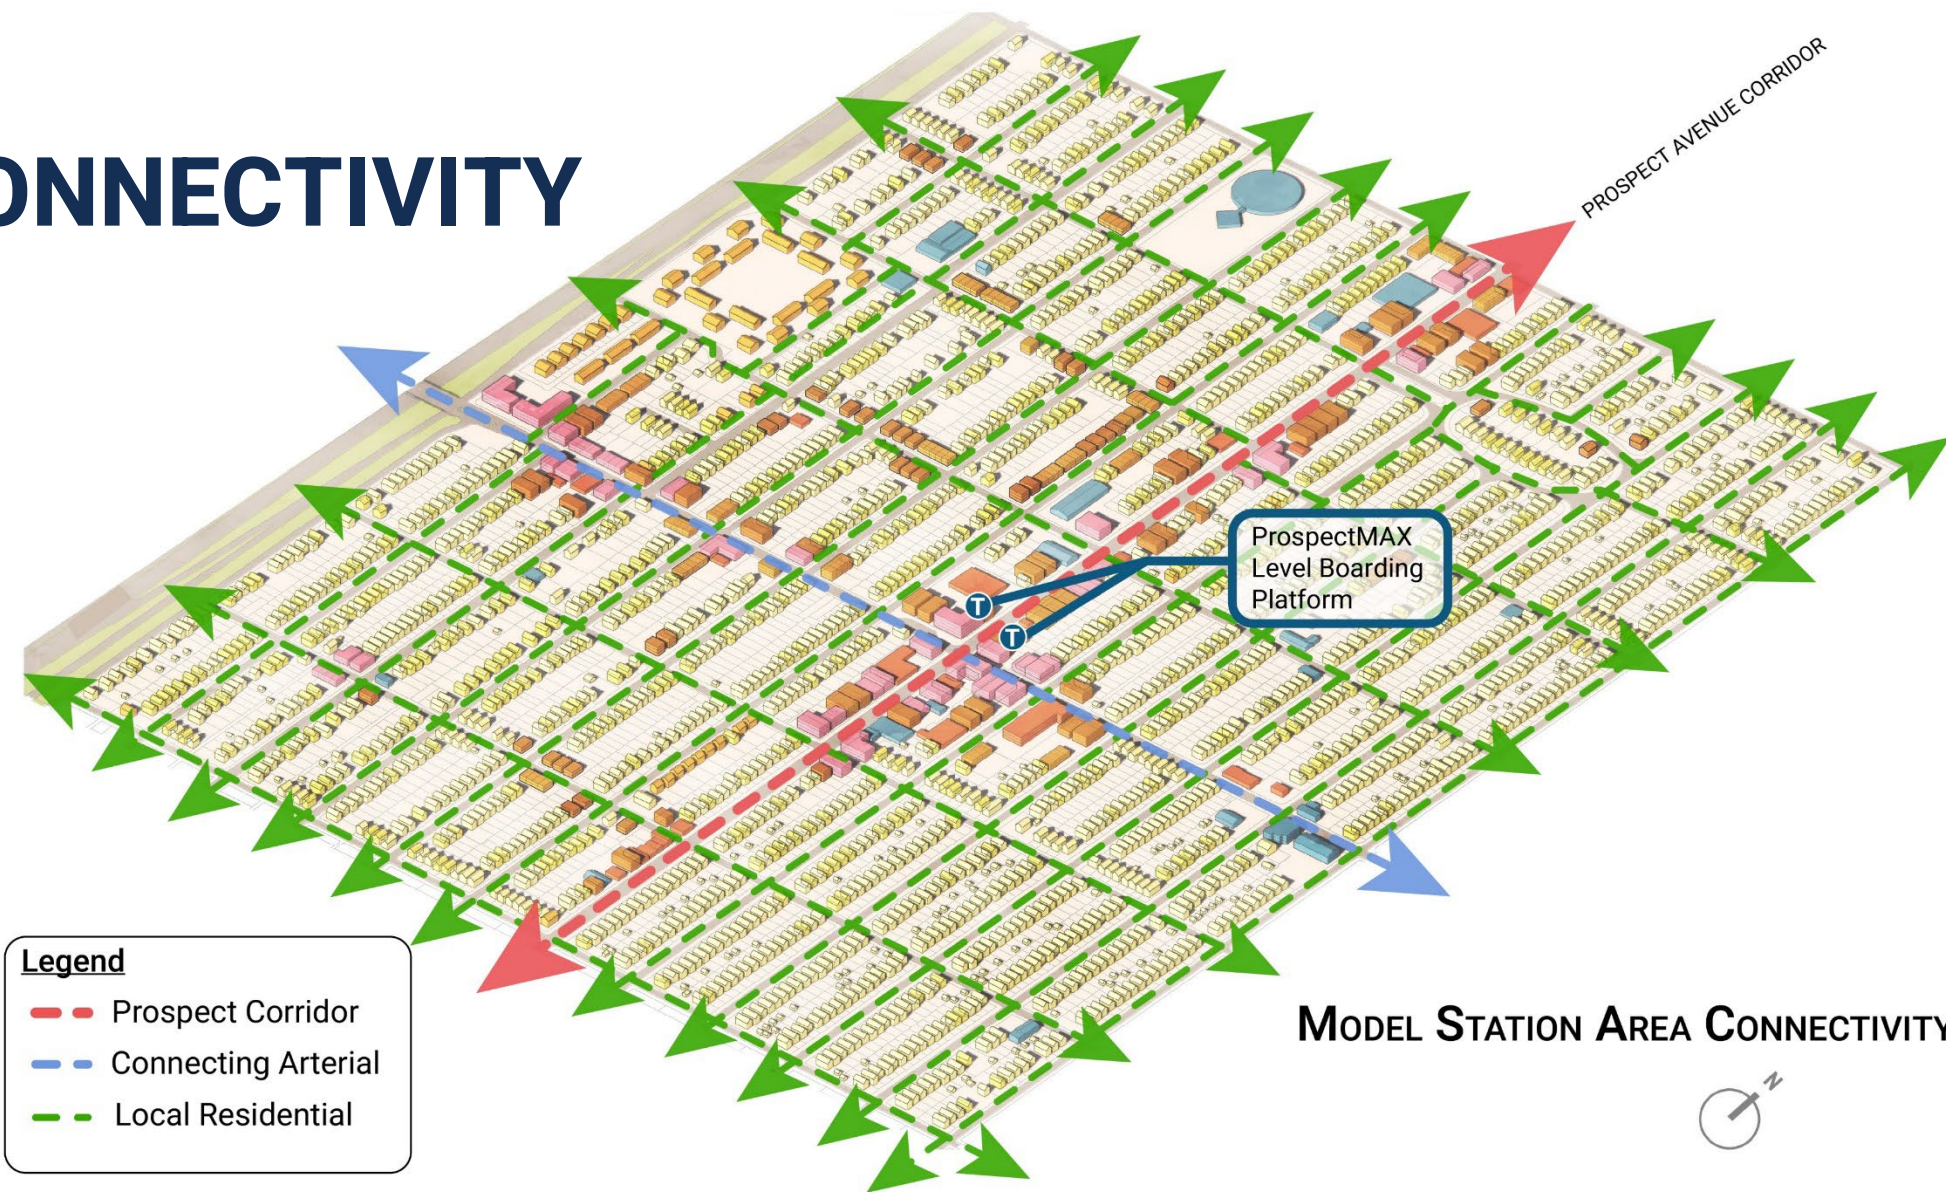 ONNECTIVITY
PROSPECT AVENUE CORRIDOR
ProspectMAX
Level Boarding
Platform
T
T
Legend
Prospect Corridor
Connecting Arterial
Local Residential
MODEL STATION AREA CONNECTIVITY
N